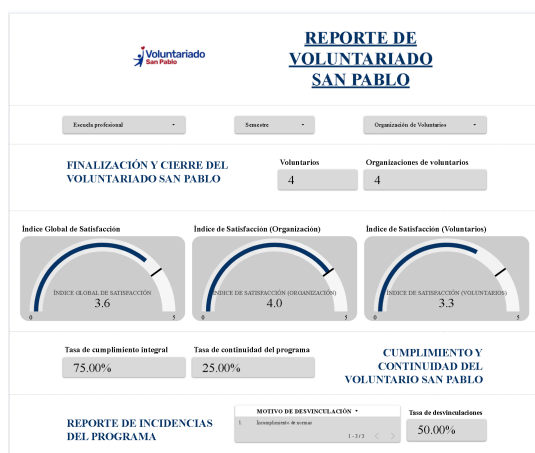 Voluntariado
San Pablo
REPORTE DE
VOLUNTARIADO
SAN PABLO
Escuela profesional
Semestre
Organización de Voluntarios
FINALIZACIÓN Y CIERRE DEL
VOLUNTARIADO SAN PABLO
Voluntarios
4
Organizaciones de voluntarios
4
Índice Global de Satisfacción
ÍNDICE GLOBAL DE SATISFACCIÓN
3.6
0
5
Índice de Satisfacción (Organización)
ÍNDICE DE SATISFACCIÓN (ORGANIZACIÓN)
4.0
0
5
Índice de Satisfacción (Voluntarios)
ÍNDICE DE SATISFACCIÓN (VOLUNTARIOS)
3.3
0
5
Tasa de cumplimiento integral
75.00%
Tasa de continuidad del programa
25.00%
CUMPLIMIENTO Y
CONTINUIDAD DEL
VOLUNTARIO SAN PABLO
REPORTE DE INCIDENCIAS
DEL PROGRAMA
MOTIVO DE DESVINCULACIÓN
1. Incumplimiento de normas
Tasa de desvinculaciones
50.00%